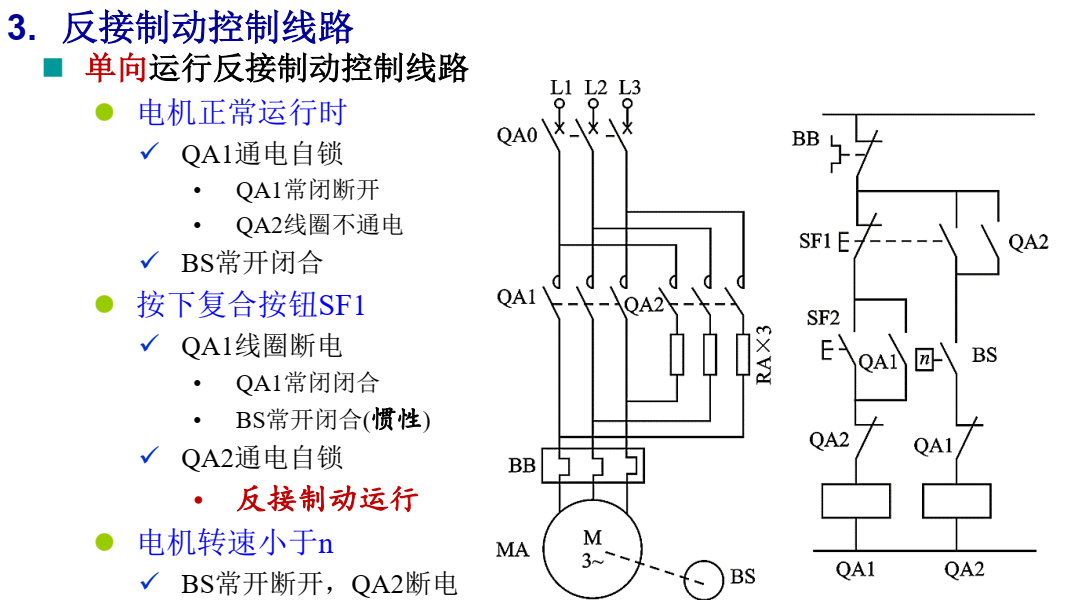 3. 反接制动控制线路
单向运行反接制动控制线路
电机正常运行时
QA1通电自锁
QA1常闭断开
QA2线圈不通电
BS常开闭合
按下复合按钮SF1
QA1线圈断电
QA1常闭闭合
BS常开闭合(惯性)
QA2通电自锁
反接制动运行
电机转速小于n
BS常开断开，QA2断电
L1 L2 L3
QA0
QA1
QA2
RA×3
BB
MA
M
3~
BS
BB
SF1
QA2
SF2
QA1
n
BS
QA2
QA1
QA1
QA2